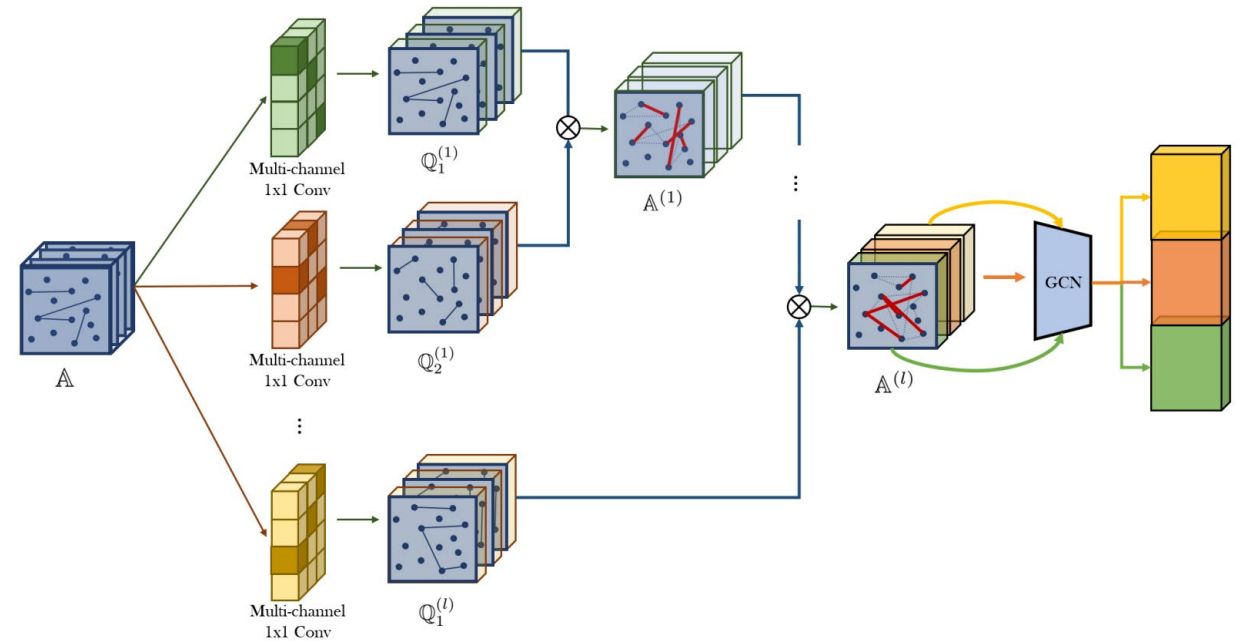 Multi-channel
1x1 Conv
ℚ₁⁽¹⁾
𝔸⁽¹⁾
...
Multi-channel
1x1 Conv
ℚ₂⁽¹⁾
𝔸
...
GCN
𝔸⁽ˡ⁾
Multi-channel
1x1 Conv
ℚ₁⁽ˡ⁾